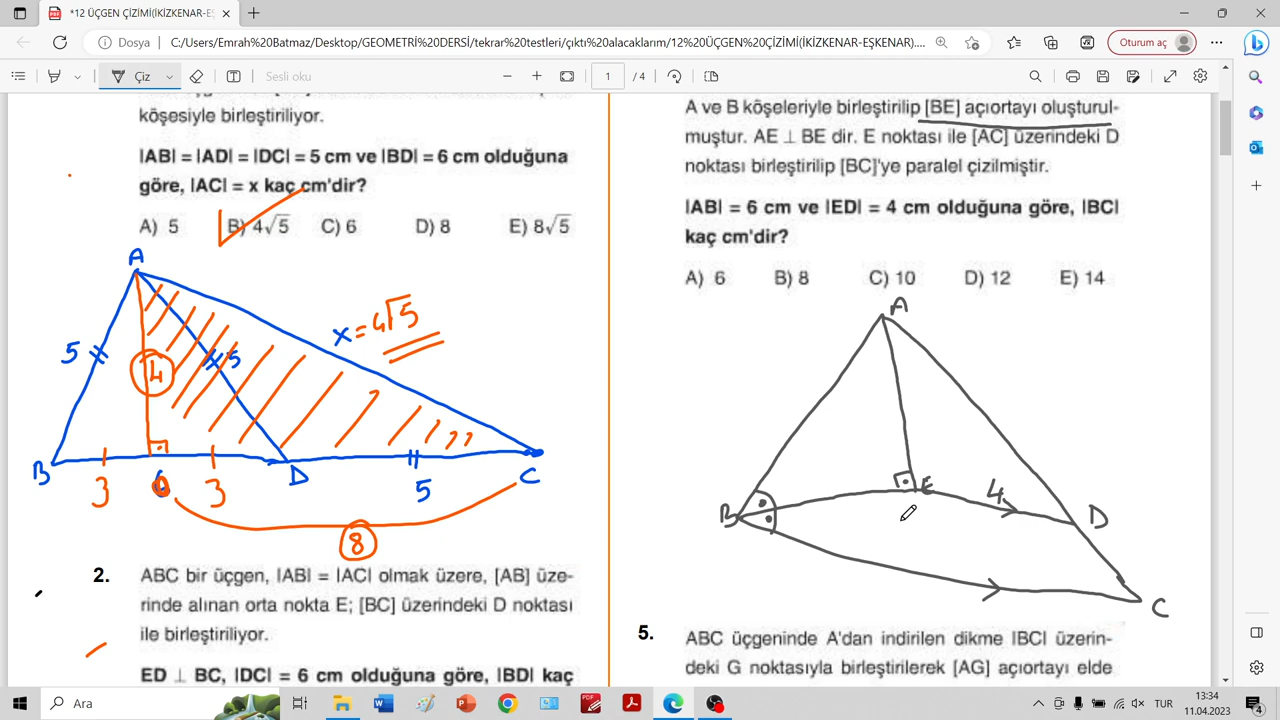 *12 ÜÇGEN ÇİZİMİ(İKİZKENAR-EŞ
Dosya
C:/Users/Emrah%20Batmaz/Desktop/GEOMETRİ%20DERSİ/tekrar%20testleri/çıktı%20alacaklarım/12%20ÜÇGEN%20ÇİZİMİ(İKİZKENAR-EŞKENAR)....
Oturum aç
Çiz
Sesli oku
1 / 4
köşesiyle birleştiriliyor.
|AB| = |AD| = |DC| = 5 cm ve |BD| = 6 cm olduğuna
göre, |AC| = x kaç cm'dir?
A) 5 B) 4√5 C) 6 D) 8 E) 8√5
A
5
5
4
x = 4√5
B
3
6
3
D
5
C
8
2. ABC bir üçgen, |AB| = |AC| olmak üzere, [AB] üze-
rinde alınan orta nokta E; [BC] üzerindeki D noktası
ile birleştiriliyor.
ED ⊥ BC, |DC| = 6 cm olduğuna göre, |BD| kaç
A ve B köşeleriyle birleştirilip [BE] açıortayı oluşturul-
muştur. AE ⊥ BE dir. E noktası ile [AC] üzerindeki D
noktası birleştirilip [BC]'ye paralel çizilmiştir.
|AB| = 6 cm ve |ED| = 4 cm olduğuna göre, |BC|
kaç cm'dir?
A) 6 B) 8 C) 10 D) 12 E) 14
A
B
E
4
D
C
5. ABC üçgeninde A'dan indirilen dikme |BC| üzerin-
deki G noktasıyla birleştirilerek [AG] açıortayı elde
Ara
TUR
13:34
11.04.2023
4